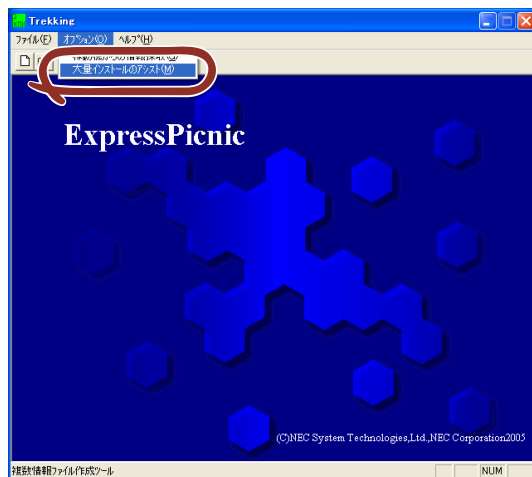 Trekking
ファイル(F) オプション(O) ヘルプ(H)
大量インストールのアシスト(M)
ExpressPicnic
(C)NEC System Technologies,Ltd.,NEC Corporation2005
複数情報ファイル作成ツール
NUM